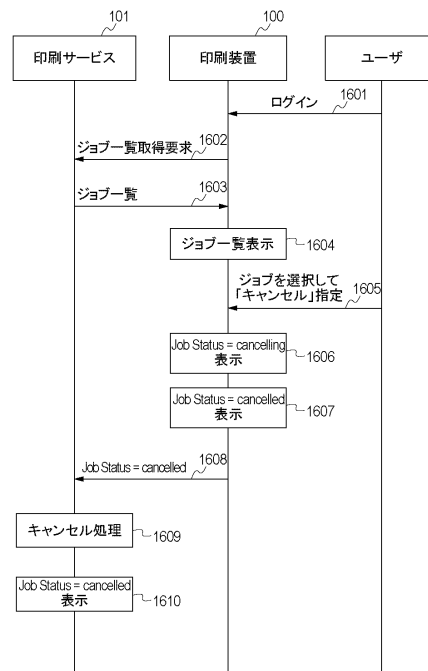 101
100
印刷サービス
印刷装置
ユーザ
ログイン
1601
ジョブ一覧取得要求
1602
ジョブ一覧
1603
ジョブ一覧表示
1604
ジョブを選択して
「キャンセル」指定
1605
Job Status = cancelling
表示
1606
Job Status = cancelled
表示
1607
Job Status = cancelled
1608
キャンセル処理
1609
Job Status = cancelled
表示
1610